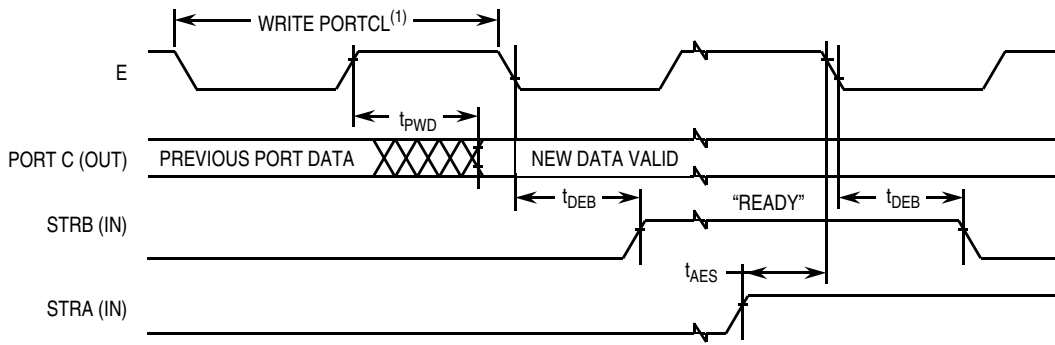 WRITE PORTCL(1)
E
tPWD
PORT C (OUT)
PREVIOUS PORT DATA
NEW DATA VALID
tDEB
“READY”
tDEB
STRB (IN)
tAES
STRA (IN)